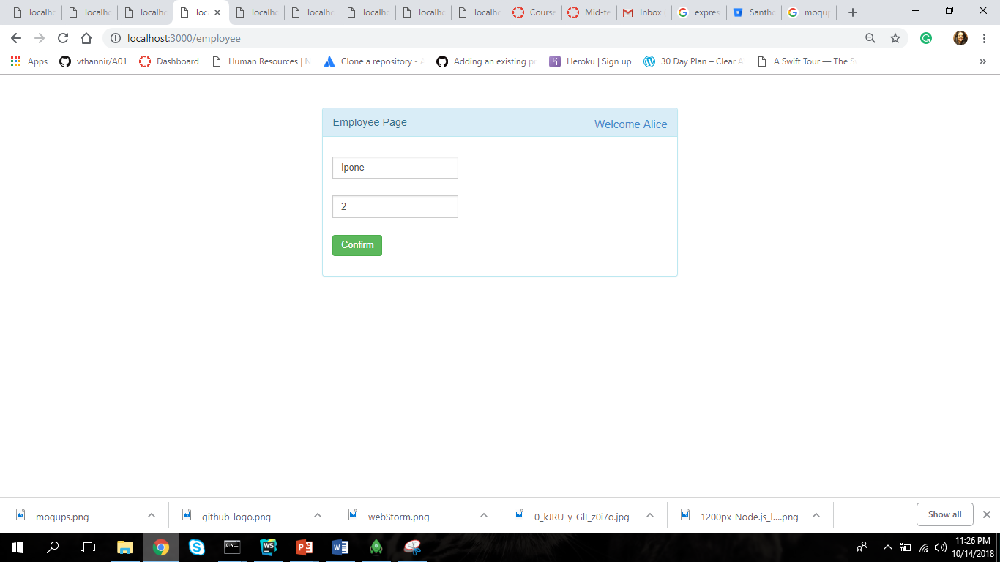 localhc localhc localhc loc localhc localhc localhc localhc localhc Course Mid-te Inbox expres Santho moqup
localhost:3000/employee
Apps vthannir/A01 Dashboard Human Resources | N Clone a repository - A Adding an existing pr Heroku | Sign up 30 Day Plan – Clear A A Swift Tour — The S
Employee Page Welcome Alice
Ipone
2
Confirm
moqups.png github-logo.png webStorm.png 0_kJRU-y-GlI_z0i7o.jpg 1200px-Node.js_l....png Show all
11:26 PM
10/14/2018